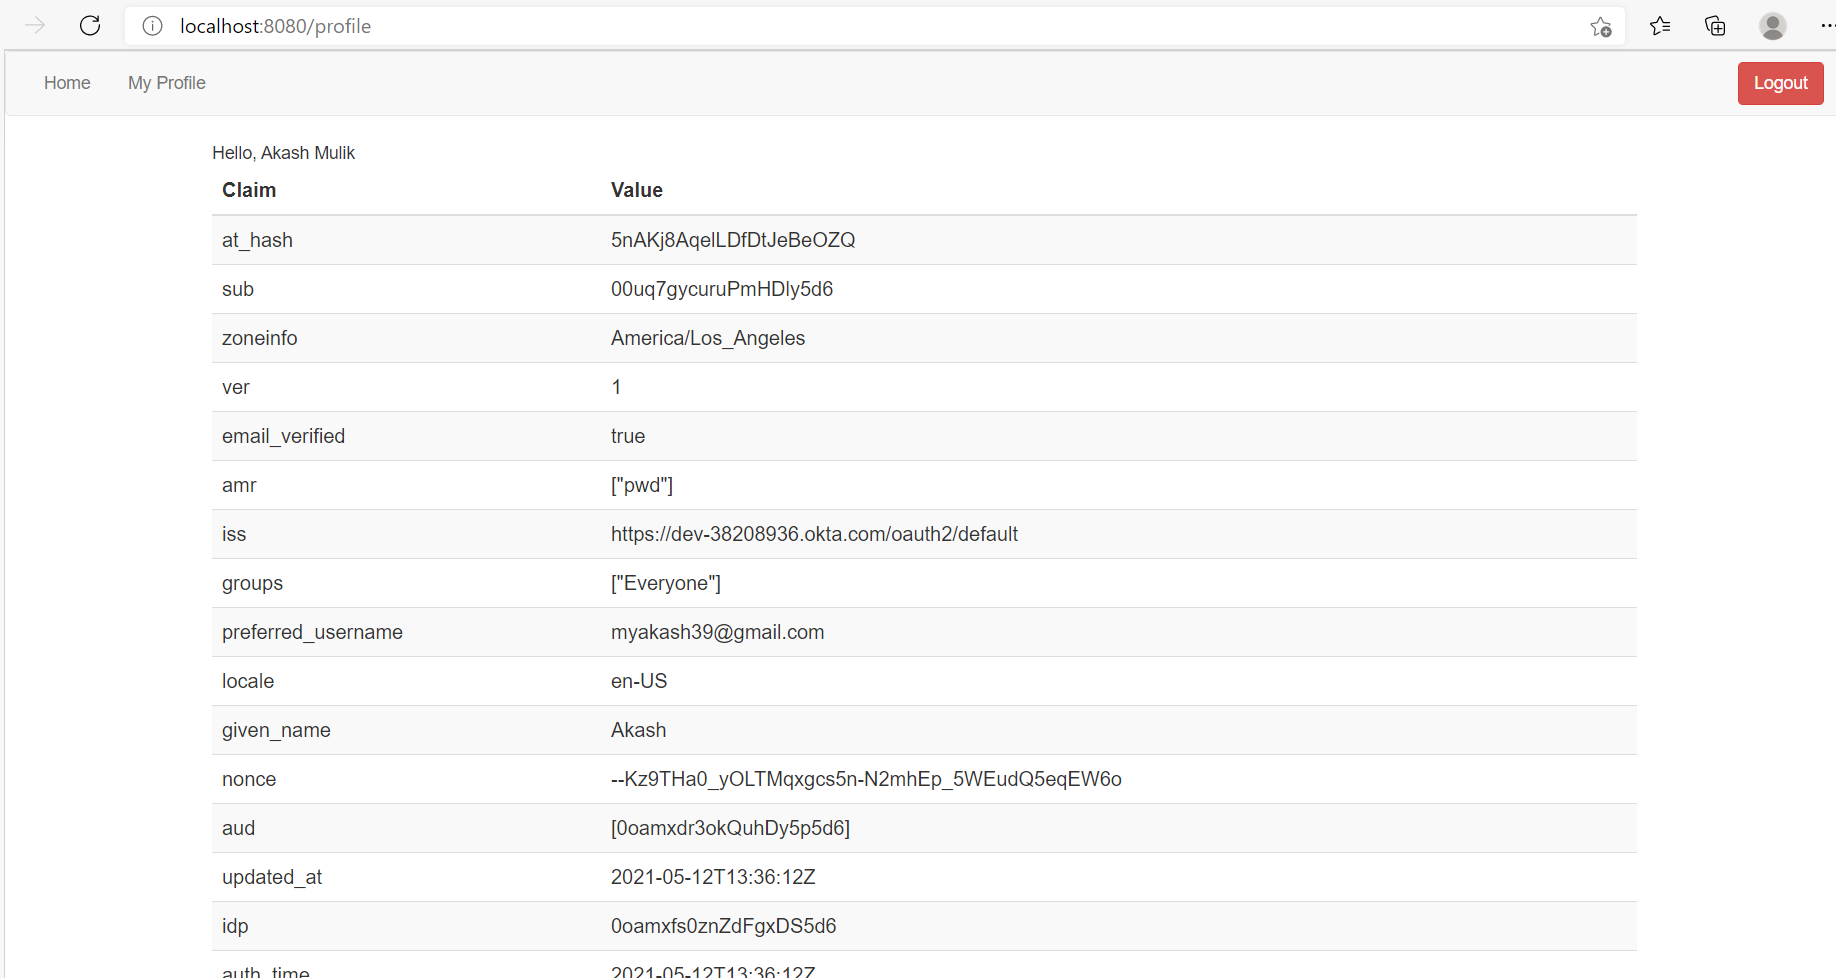 localhost:8080/profile
Home My Profile Logout
Hello, Akash Mulik
Claim Value
at_hash 5nAKj8AqelLDfDtJeBeOZQ
sub 00uq7gycuruPmHDly5d6
zoneinfo America/Los_Angeles
ver 1
email_verified true
amr ["pwd"]
iss https://dev-38208936.okta.com/oauth2/default
groups ["Everyone"]
preferred_username myakash39@gmail.com
locale en-US
given_name Akash
nonce --Kz9THa0_yOLTMqxgcs5n-N2mhEp_5WEudQ5eqEW6o
aud [0oamxdr3okQuhDy5p5d6]
updated_at 2021-05-12T13:36:12Z
idp 0oamxfs0znZdFgxDS5d6
auth_time 2021-05-12T13:36:12Z